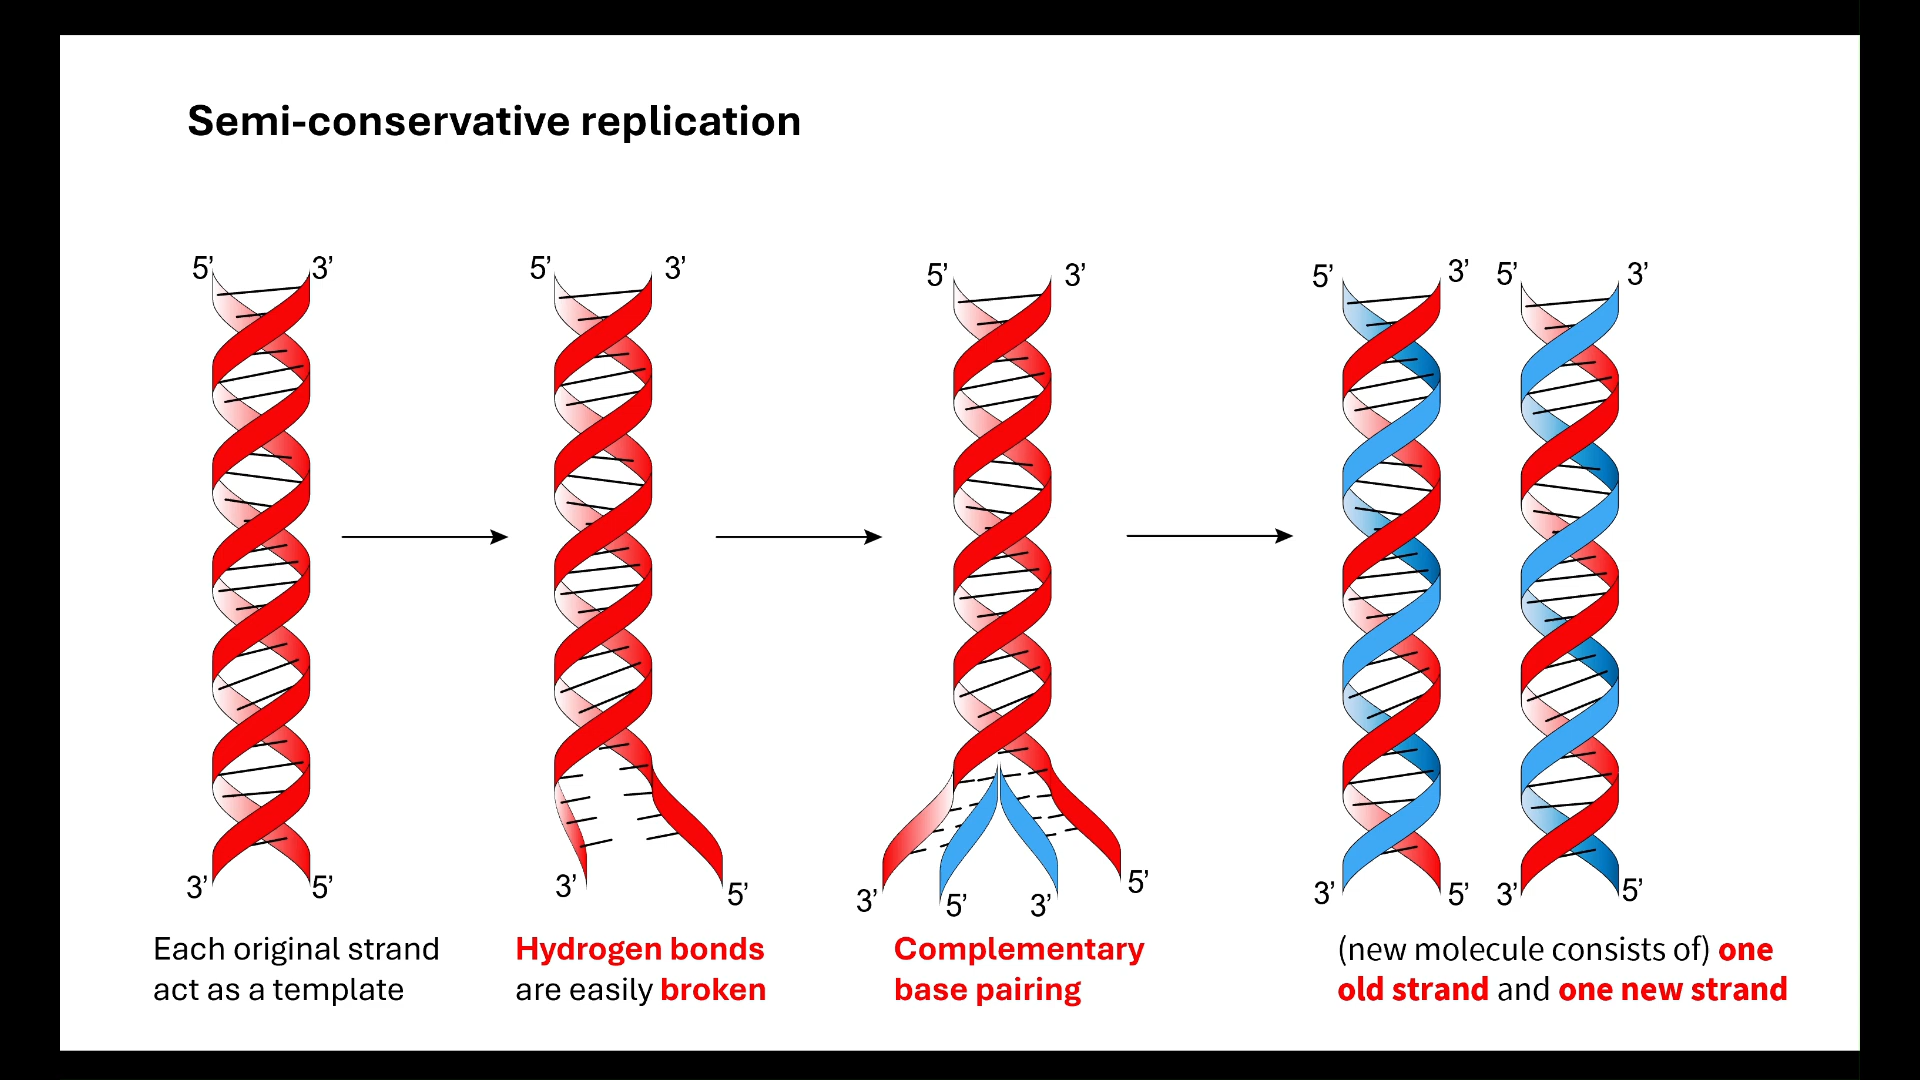 Semi-conservative replication
5’ 3’ 5’ 3’ 5’ 3’ 5’ 3’ 5’ 3’
3’ 5’ 3’ 5’ 3’ 5’ 3’ 5’ 3’ 5’ 3’ 5’
Each original strand
act as a template
Hydrogen bonds
are easily broken
Complementary
base pairing
(new molecule consists of) one
old strand and one new strand